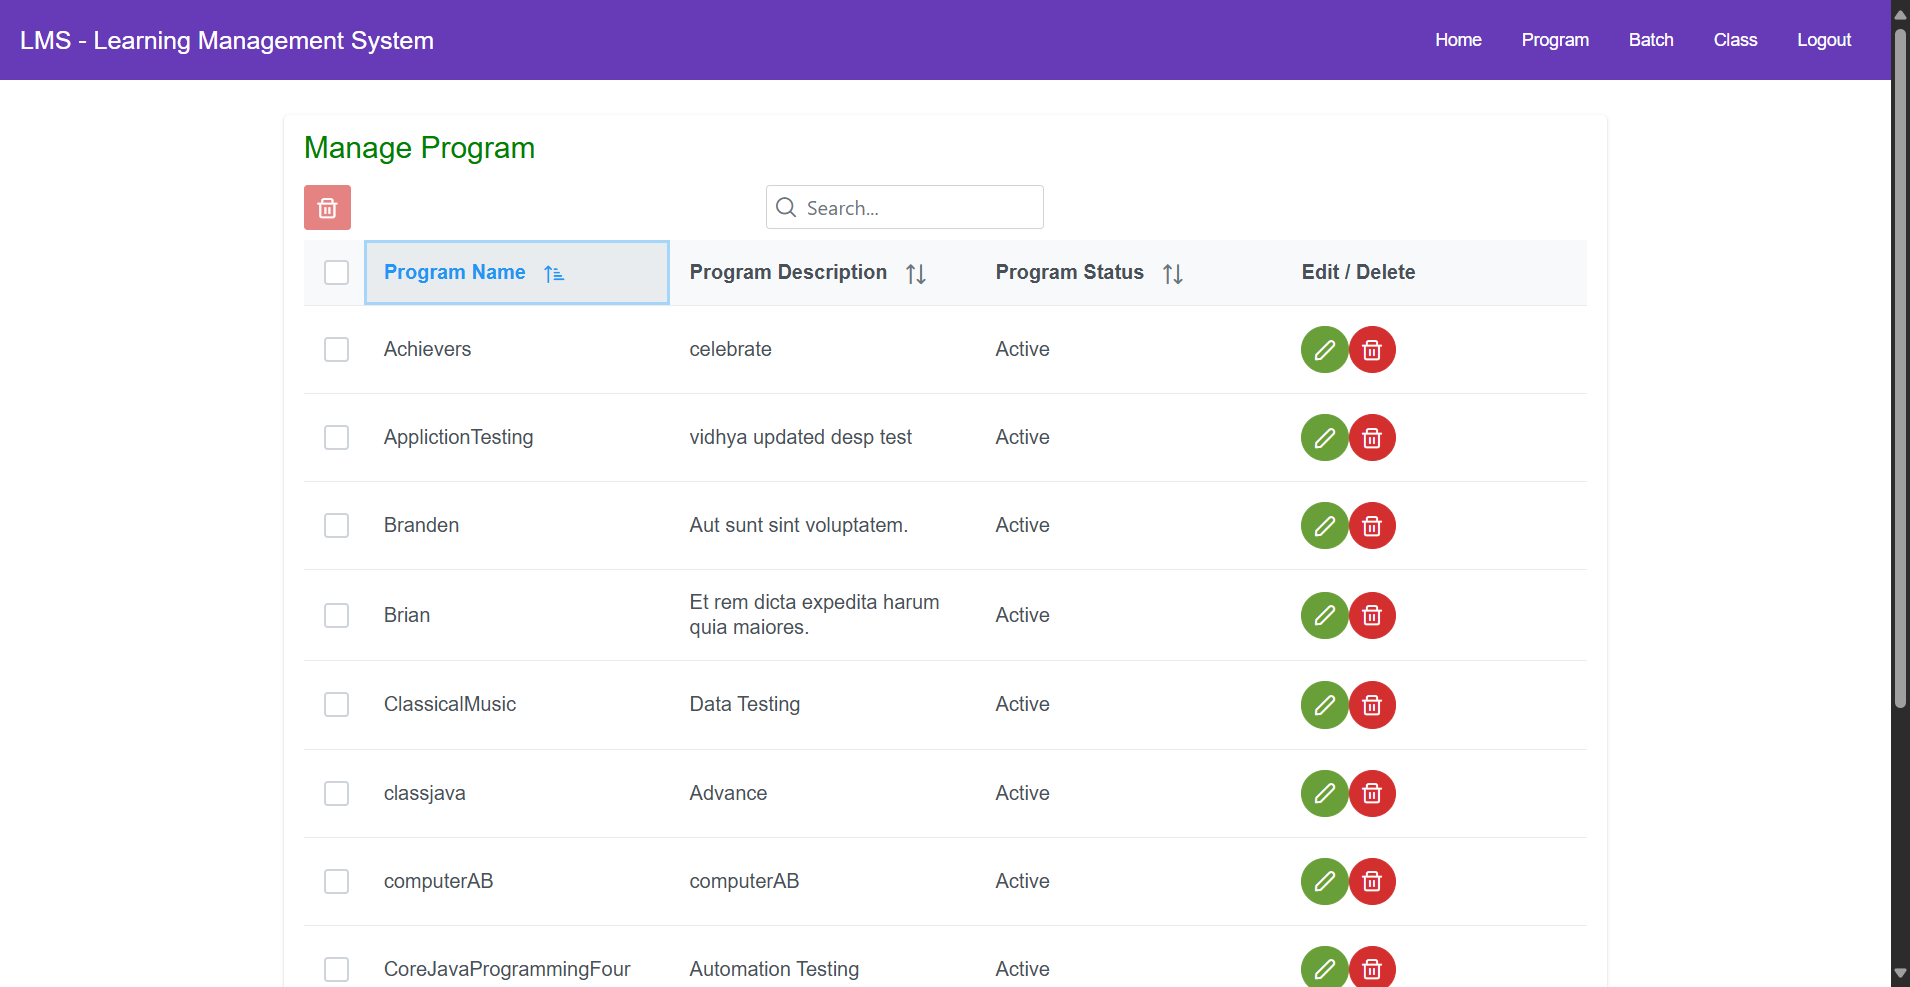 LMS - Learning Management System
Home Program Batch Class Logout
Manage Program
Search...
Program Name Program Description Program Status Edit / Delete
Achievers celebrate Active
ApplictionTesting vidhya updated desp test Active
Branden Aut sunt sint voluptatem. Active
Brian Et rem dicta expedita harum quia maiores. Active
ClassicalMusic Data Testing Active
classjava Advance Active
computerAB computerAB Active
CoreJavaProgrammingFour Automation Testing Active